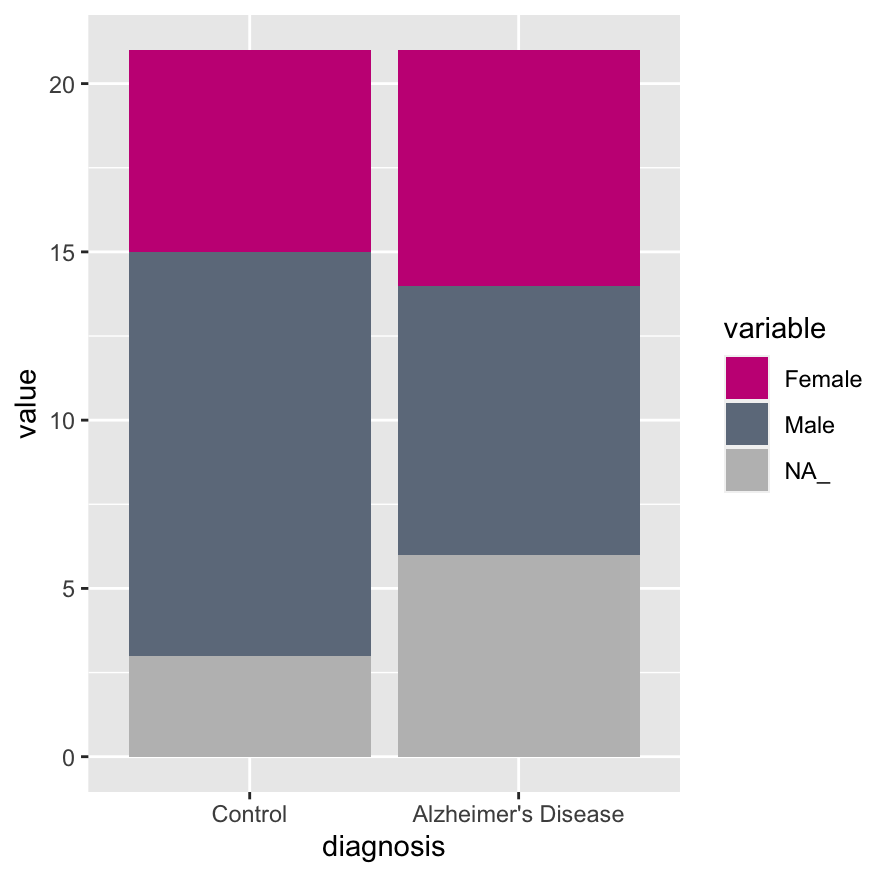 value
20
15
10
5
0
Control
Alzheimer's Disease
diagnosis
variable
Female
Male
NA_